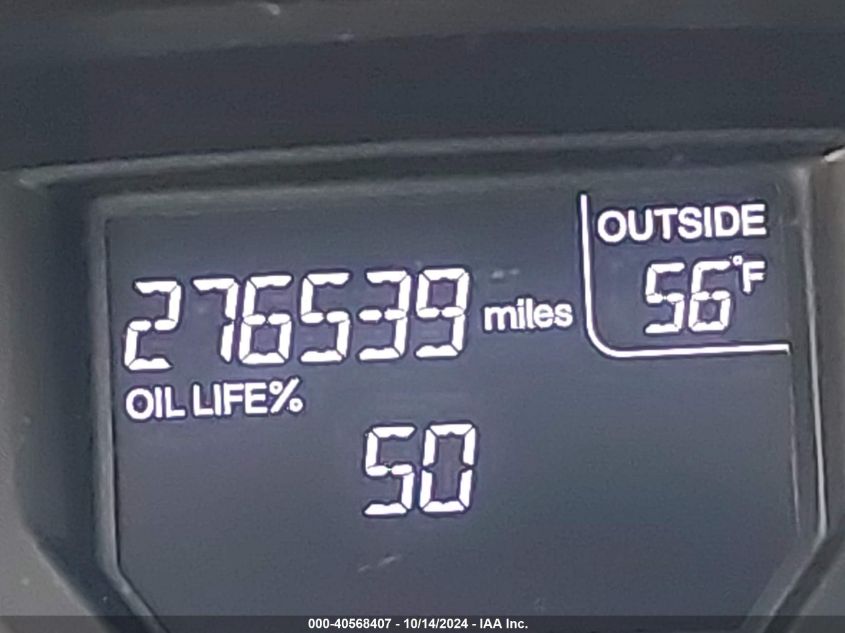 OUTSIDE
56°F
276539 miles
OIL LIFE%
50
000-40568407 - 10/14/2024 - IAA Inc.